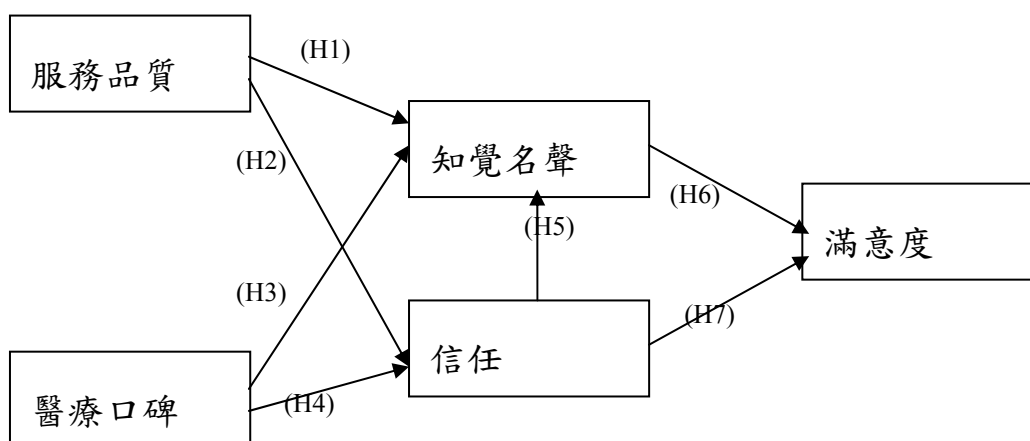 服務品質
(H1)
(H2)
知覺名聲
(H6)
(H5)
滿意度
(H3)
(H7)
信任
(H4)
醫療口碑